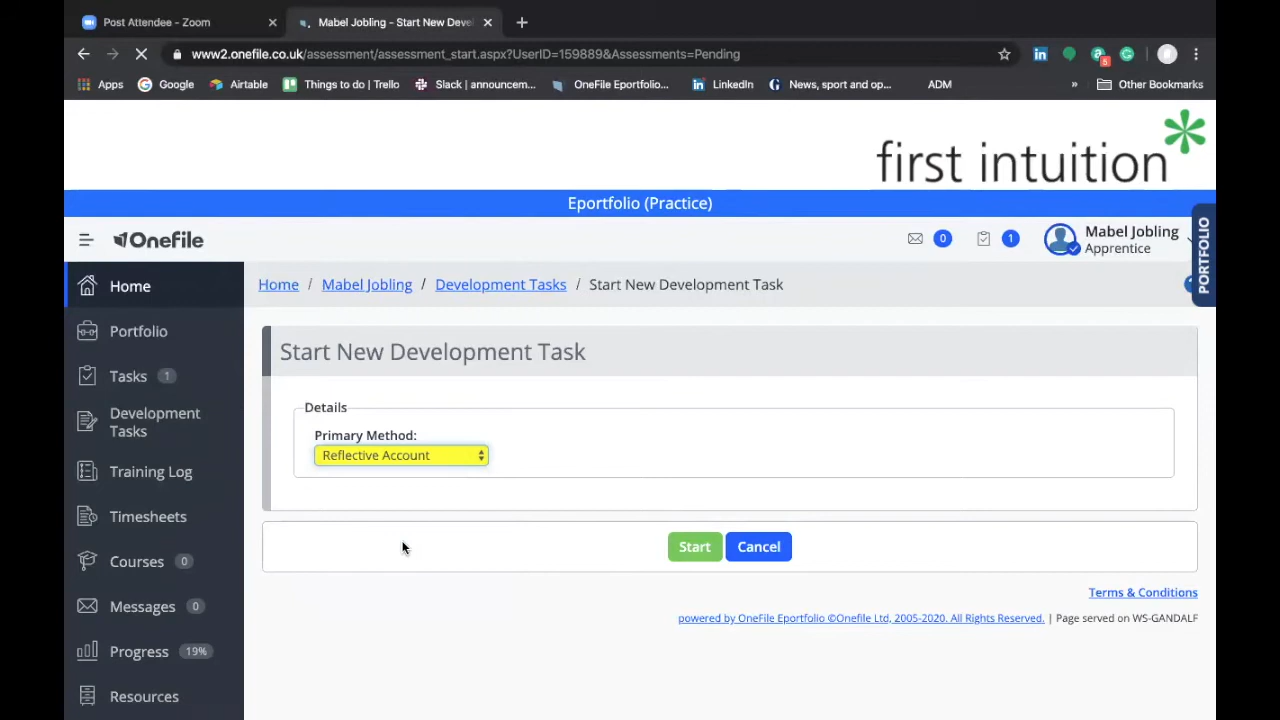 Post Attendee - Zoom
Mabel Jobling - Start New Deve
www2.onefile.co.uk/assessment/assessment_start.aspx?UserID=159889&Assessments=Pending
Apps
Google
Airtable
Things to do | Trello
Slack | announcem...
OneFile Eportfolio...
LinkedIn
News, sport and op...
ADM
»
Other Bookmarks
first intuition
Eportfolio (Practice)
Onefile
0
1
Mabel Jobling
Apprentice
PORTFOLIO
Home
Portfolio
Tasks 1
Development
Tasks
Training Log
Timesheets
Courses 0
Messages 0
Progress 19%
Resources
Home / Mabel Jobling / Development Tasks / Start New Development Task
Start New Development Task
Details
Primary Method:
Reflective Account
Start
Cancel
Terms & Conditions
powered by OneFile Eportfolio ©Onefile Ltd, 2005-2020. All Rights Reserved. | Page served on WS-GANDALF